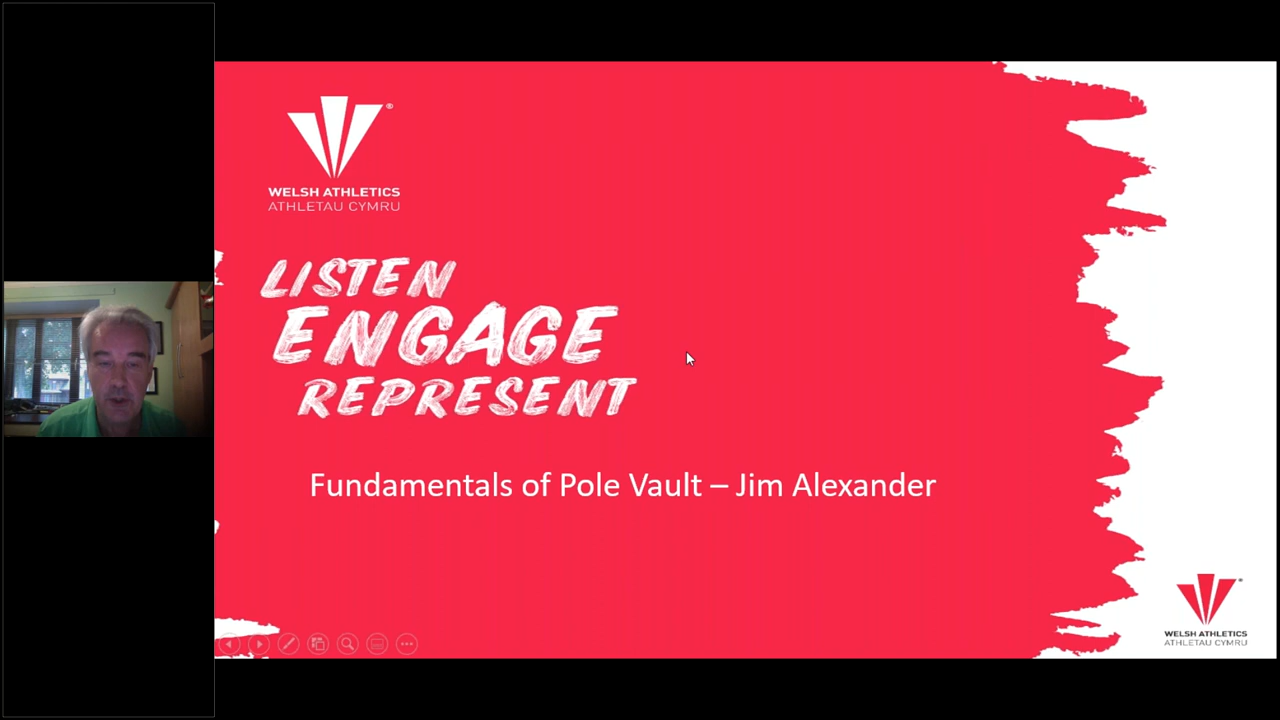 WELSH ATHLETICS
ATHLETAU CYMRU
LISTEN
ENGAGE
REPRESENT
Fundamentals of Pole Vault – Jim Alexander
WELSH ATHLETICS
ATHLETAU CYMRU